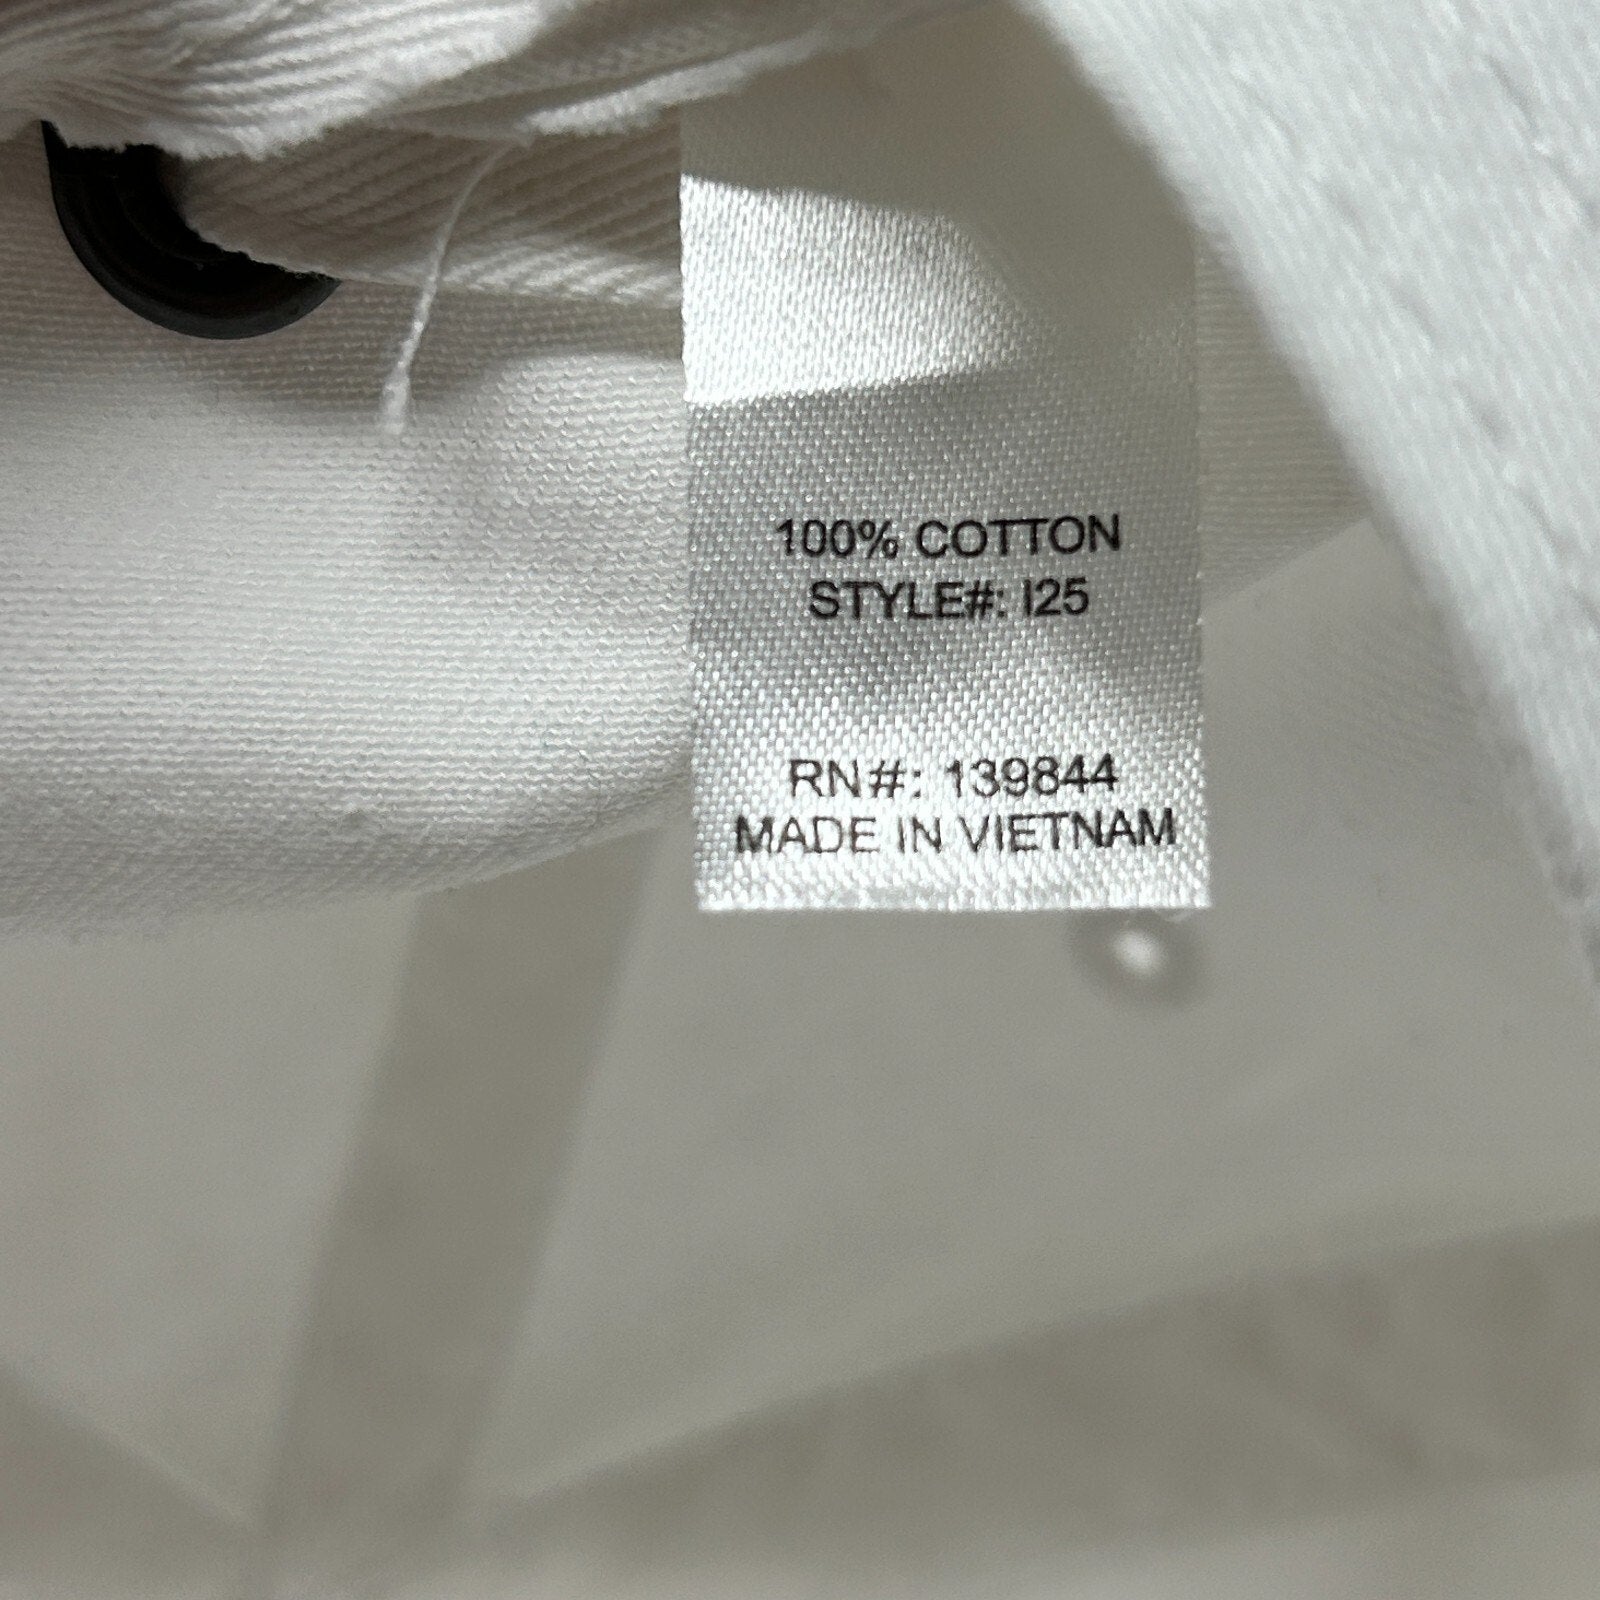 100% COTTON
STYLE#: I25
RN#: 139844
MADE IN VIETNAM